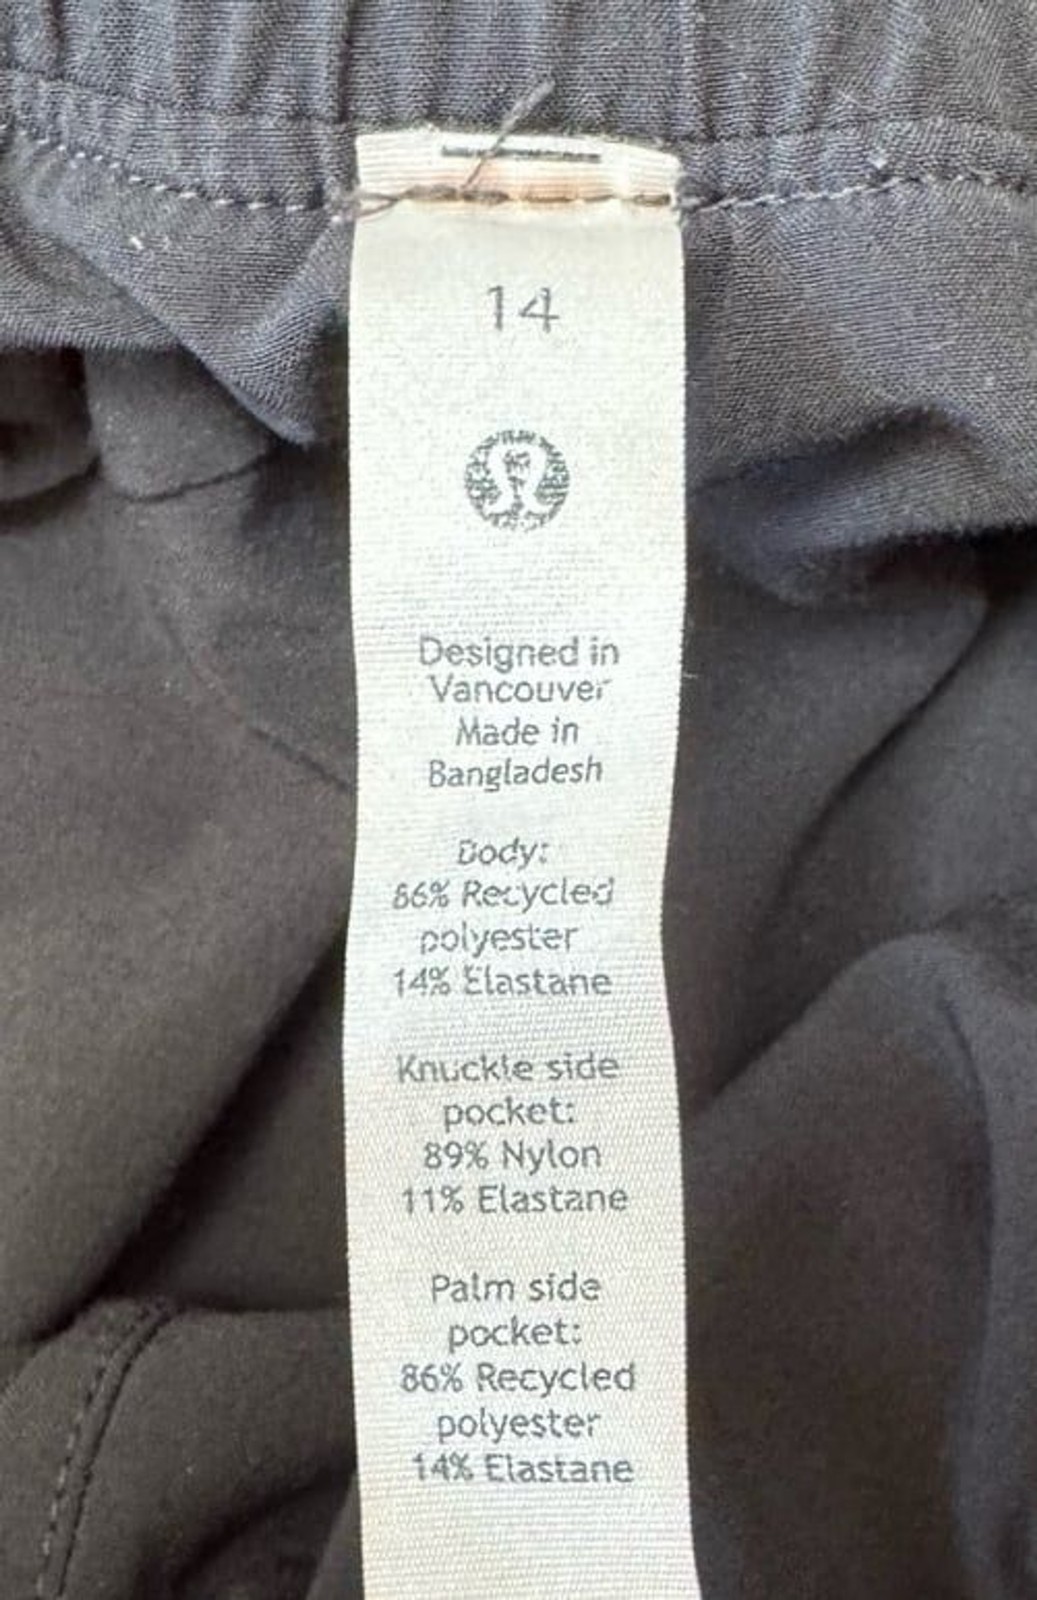 14
Designed in
Vancouver
Made in
Bangladesh
Body:
86% Recycled
polyester
14% Elastane
Knuckle side
pocket:
89% Nylon
11% Elastane
Palm side
pocket:
86% Recycled
polyester
14% Elastane